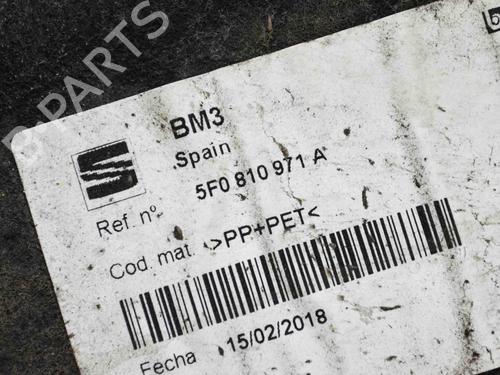 B-PARTS
BM3
Spain
Ref. nº 5F0 810 971 A
Cod. mat. >PP+PET<
Fecha 15/02/2018